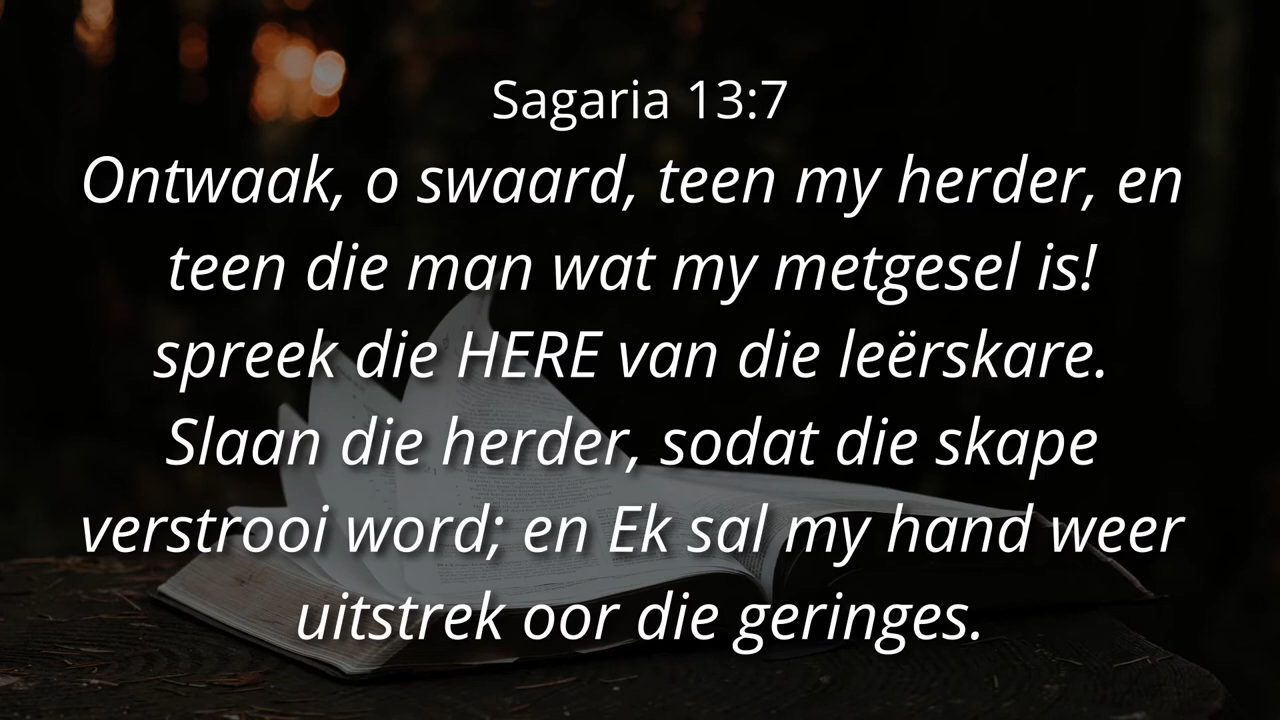 Sagaria 13:7
Ontwaak, o swaard, teen my herder, en
teen die man wat my metgesel is!
spreek die HERE van die leërskare.
Slaan die herder, sodat die skape
verstrooi word; en Ek sal my hand weer
uitstrek oor die geringes.